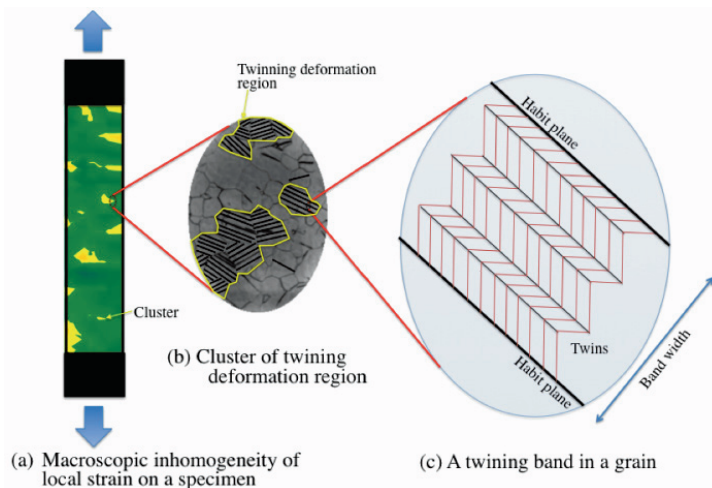 Twinning deformation
region
Cluster
(b) Cluster of twining
deformation region
(a) Macroscopic inhomogeneity of
local strain on a specimen
Habit plane
Habit plane
Twins
Band width
(c) A twining band in a grain